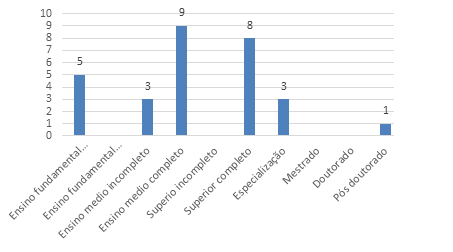 10
9
8
7
6
5
4
3
2
1
0
5
3
9
8
3
1
Ensino fundamental...
Ensino fundamental...
Ensino medio incompleto
Ensino medio completo
Superio incompleto
Superior completo
Especialização
Mestrado
Doutorado
Pós doutorado